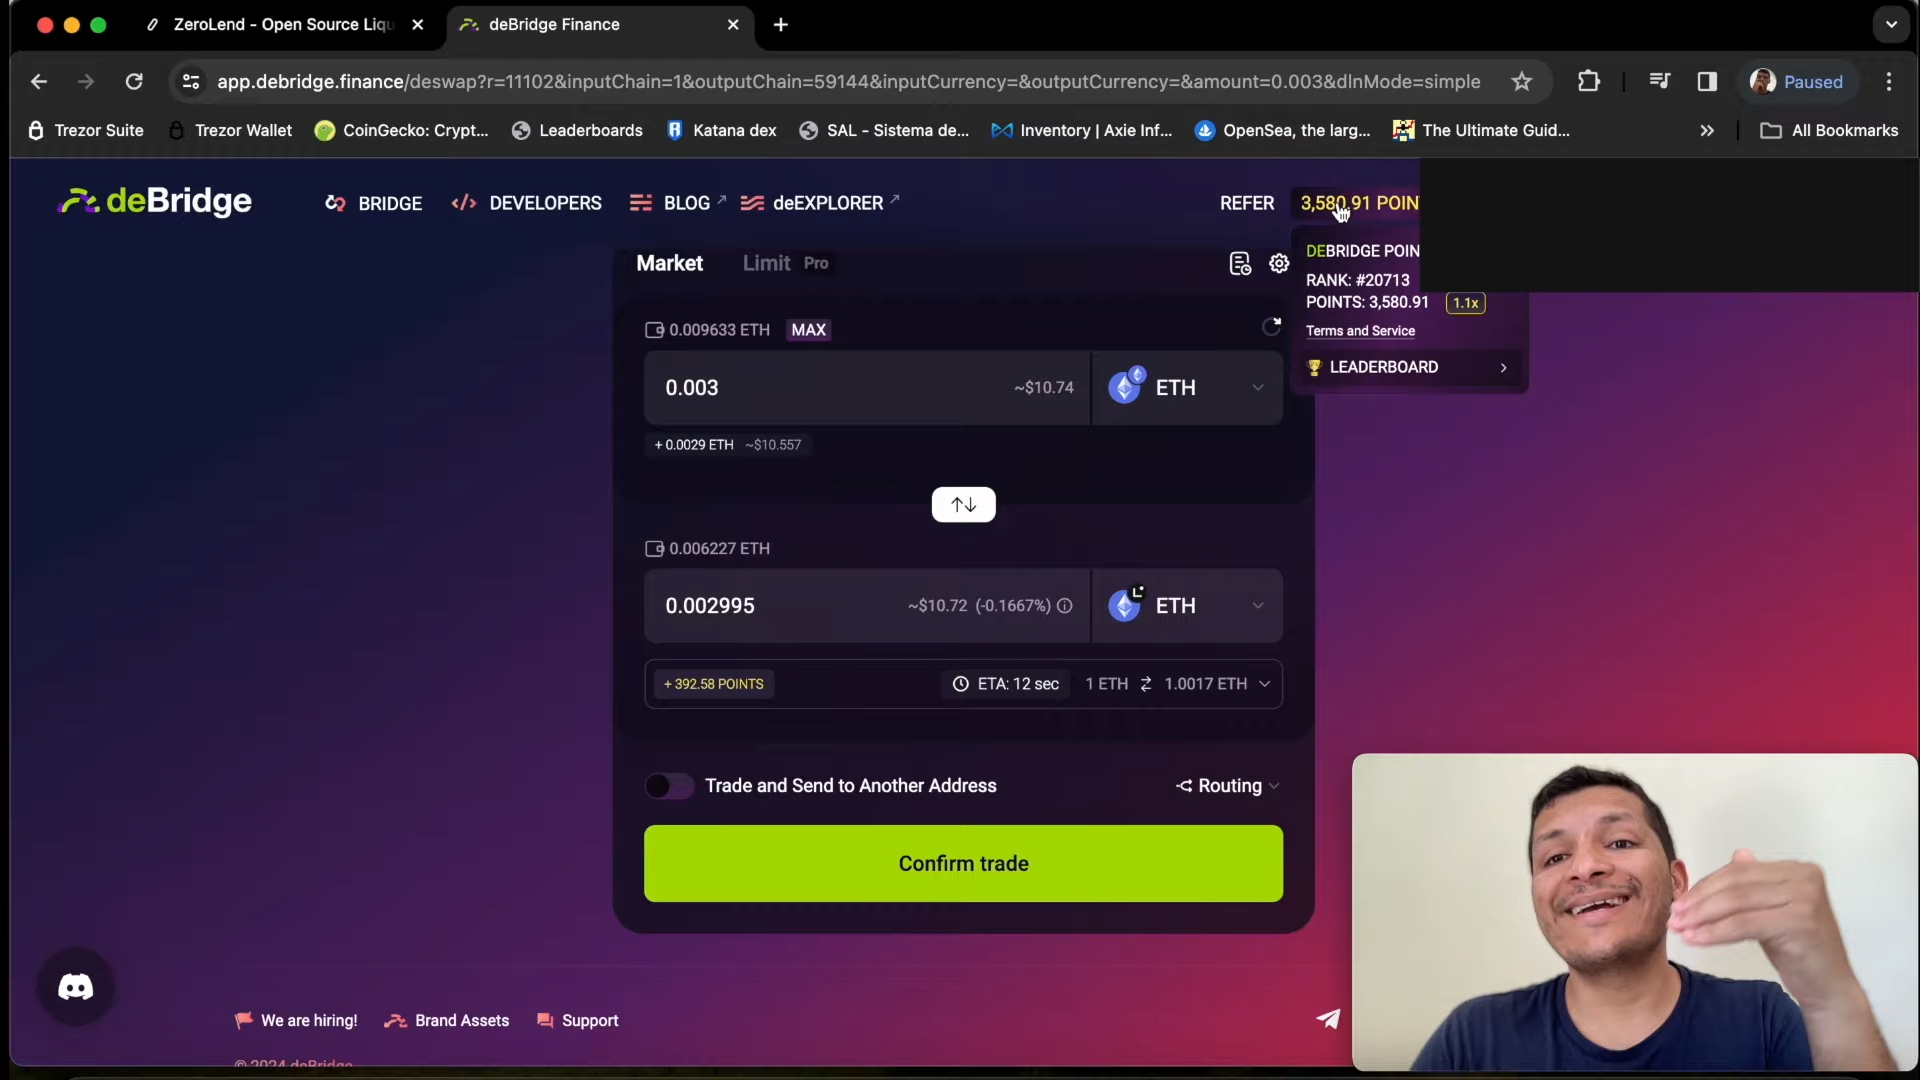 ZeroLend - Open Source Liqu
deBridge Finance
app.debridge.finance/deswap?r=11102&inputChain=1&outputChain=59144&inputCurrency=&outputCurrency=&amount=0.003&dlnMode=simple
Paused
Trezor Suite
Trezor Wallet
CoinGecko: Crypt...
Leaderboards
Katana dex
SAL - Sistema de...
Inventory | Axie Inf...
OpenSea, the larg...
The Ultimate Guid...
All Bookmarks
deBridge
BRIDGE
DEVELOPERS
BLOG
deEXPLORER
REFER
3,580.91 POIN
DEBRIDGE POIN
RANK: #20713
POINTS: 3,580.91 1.1x
Terms and Service
LEADERBOARD
Market
Limit Pro
0.009633 ETH MAX
0.003 ~$10.74 ETH
+ 0.0029 ETH ~$10.557
0.006227 ETH
0.002995 ~$10.72 (-0.1667%) ETH
+ 392.58 POINTS ETA: 12 sec 1 ETH ⇄ 1.0017 ETH
Trade and Send to Another Address
Routing
Confirm trade
We are hiring!
Brand Assets
Support
© 2024 deBridge